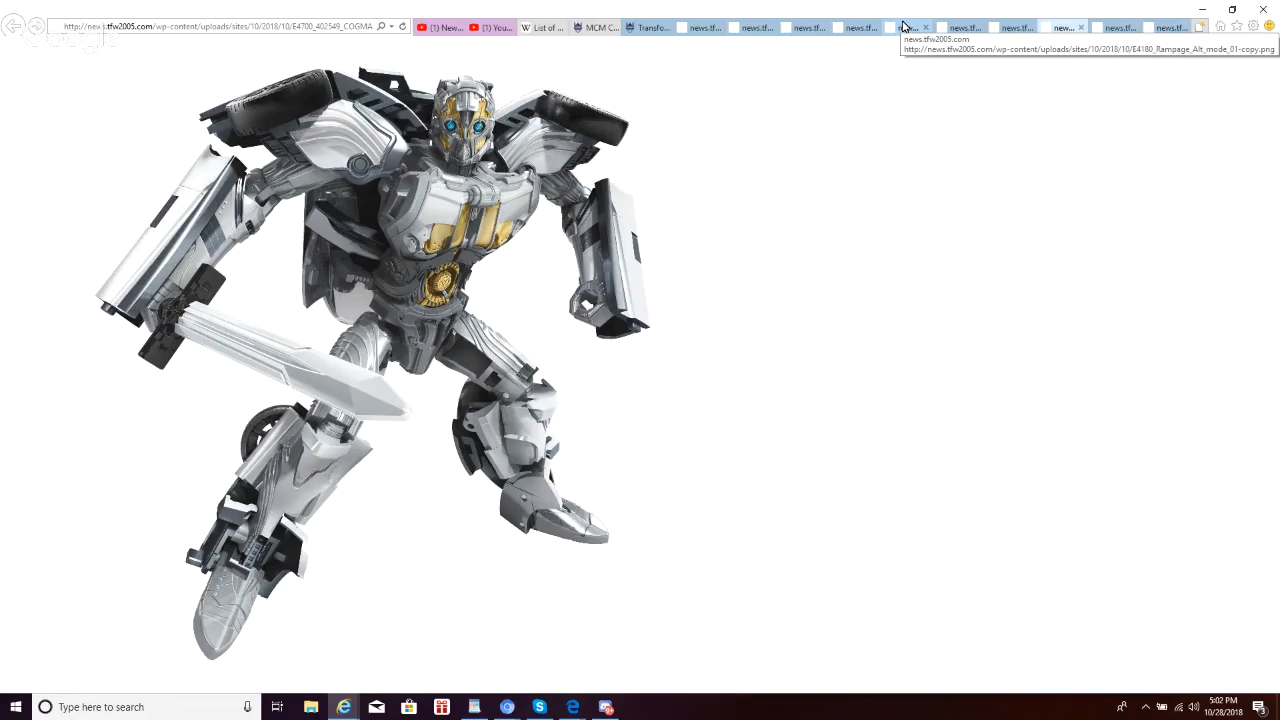 http://news.tfw2005.com/wp-content/uploads/sites/10/2018/10/E4700_402549_COGMA
(1) New...
(1) You...
List of ...
MCM C...
Transfo...
news.tf...
news.tf...
news.tf...
news.tf...
news.tf...
news.tf...
news...
news.tf...
news.tf...
news.tfw2005.com
http://news.tfw2005.com/wp-content/uploads/sites/10/2018/10/E4180_Rampage_Alt_mode_01-copy.png
Type here to search
5:02 PM
10/28/2018